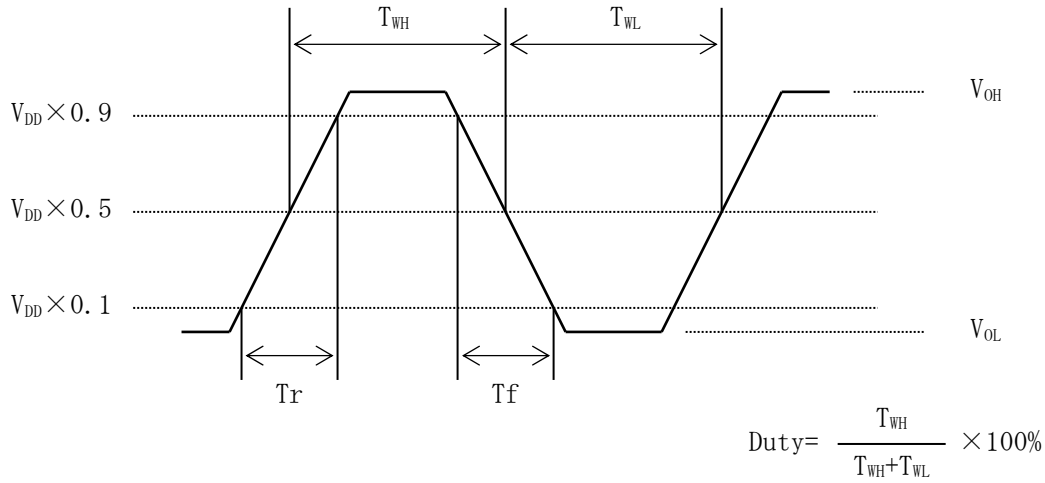 T_WH T_WL
V_DD×0.9
V_OH
V_DD×0.5
V_DD×0.1
V_OL
Tr Tf
Duty= T_WH / T_WH+T_WL ×100%